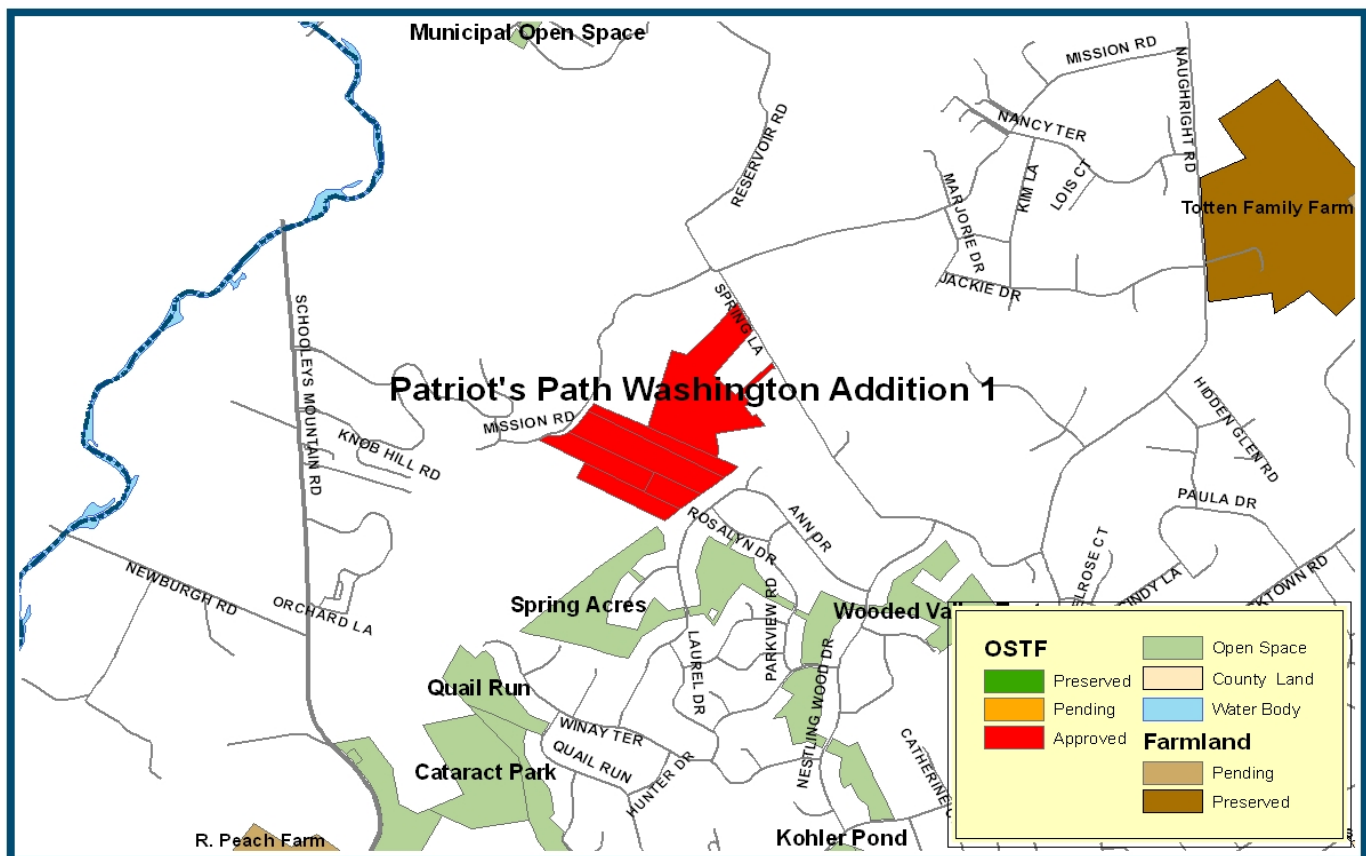 Municipal Open Space
MISSION RD
NAUGHRIGHT RD
NANCY TER
RESERVOIR RD
LOIS CT
KIM LA
MARJORIE DR
Totten Family Farm
JACKIE DR
SPRING LA
SCHOOLEYS MOUNTAIN RD
Patriot's Path Washington Addition 1
MISSION RD
HIDDEN GLEN RD
KNOB HILL RD
PAULA DR
ROSALYN DR
ANN DR
NEWBURGH RD
ORCHARD LA
Spring Acres
PARKVIEW RD
Wooded Valley
LAUREL DR
NESTLING WOOD DR
Quail Run
WINAY TER
QUAIL RUN
HUNTER DR
Cataract Park
R. Peach Farm
Kohler Pond
OSTF
Preserved
Pending
Approved
Open Space
County Land
Water Body
Farmland
Pending
Preserved